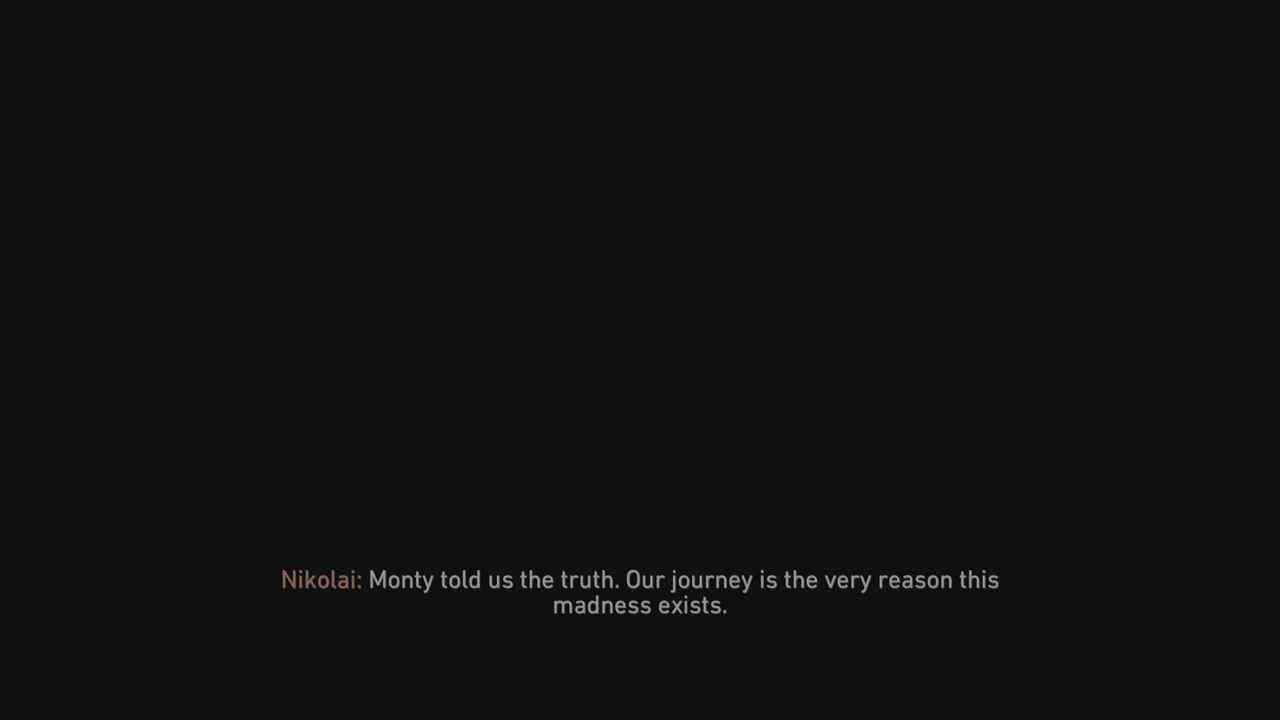 Nikolai: Monty told us the truth. Our journey is the very reason this
madness exists.